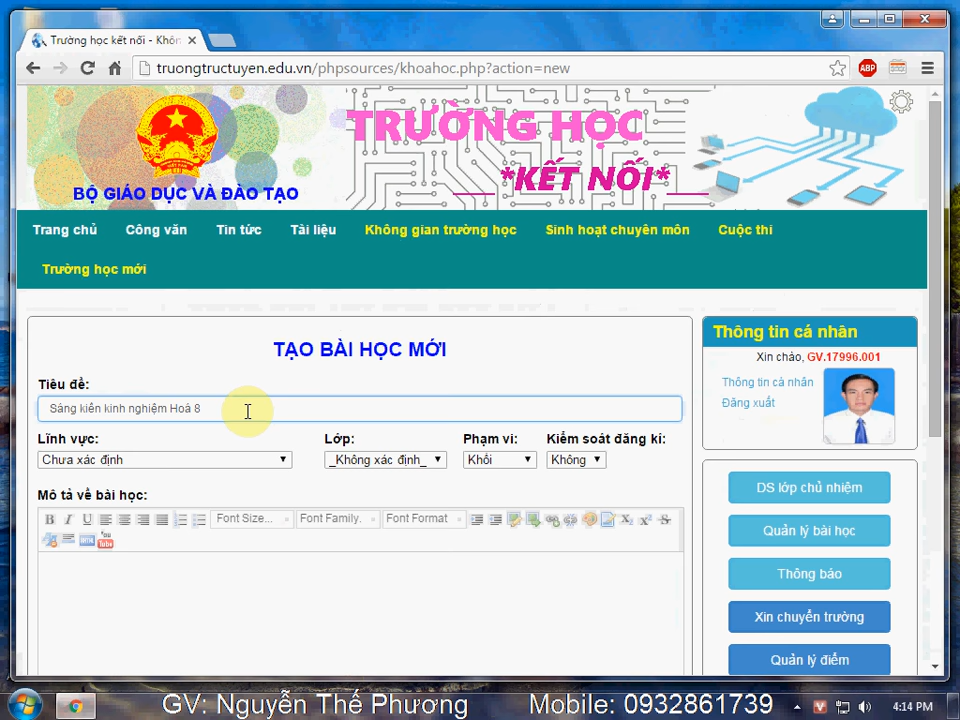 Trường học kết nối - Khôn
truongtructuyen.edu.vn/phpsources/khoahoc.php?action=new
ABP
BỘ GIÁO DỤC VÀ ĐÀO TẠO
TRƯỜNG HỌC
*KẾT NỐI*
Trang chủ Công văn Tin tức Tài liệu Không gian trường học Sinh hoạt chuyên môn Cuộc thi
Trường học mới
TẠO BÀI HỌC MỚI
Tiêu đề:
Sáng kiến kinh nghiệm Hoá 8
Lĩnh vực: Lớp: Phạm vi: Kiểm soát đăng kí:
Chưa xác định _Không xác định_ Khối Không
Mô tả về bài học:
B I U Font Size... Font Family. Font Format
HTML You Tube
Thông tin cá nhân
Xin chào, GV.17996.001
Thông tin cá nhân
Đăng xuất
DS lớp chủ nhiệm
Quản lý bài học
Thông báo
Xin chuyển trường
Quản lý điểm
GV: Nguyễn Thế Phương Mobile: 0932861739
V
4:14 PM